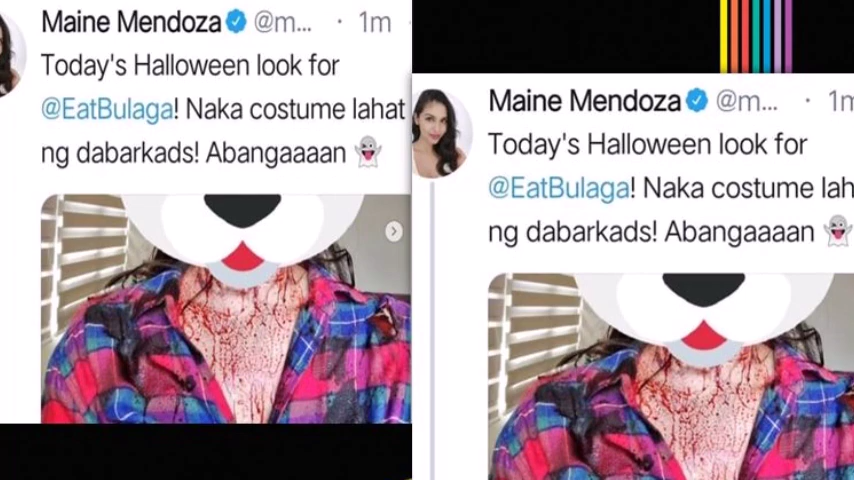 Maine Mendoza @m... · 1m
Today's Halloween look for
@EatBulaga! Naka costume lahat
ng dabarkads! Abangaaaan 👻
Maine Mendoza @m... · 1m
Today's Halloween look for
@EatBulaga! Naka costume lah
ng dabarkads! Abangaaaan 👻